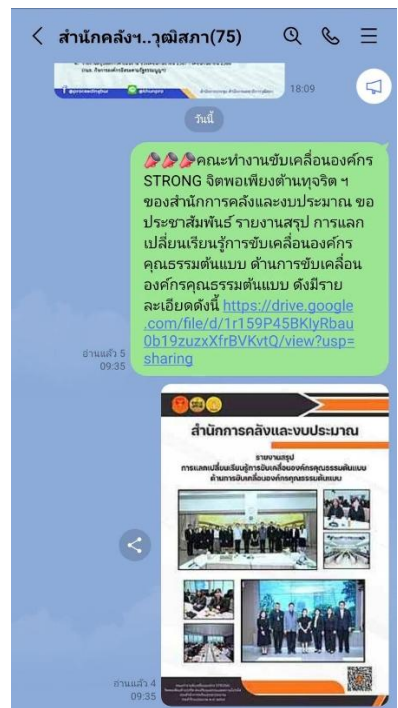 สำนักคลังฯ..วุฒิสภา(75)
18:09
วันนี้
คณะทำงานขับเคลื่อนองค์กร
STRONG จิตพอเพียงต้านทุจริต ฯ
ของสำนักการคลังและงบประมาณ ขอ
ประชาสัมพันธ์ รายงานสรุป การแลก
เปลี่ยนเรียนรู้การขับเคลื่อนองค์กร
คุณธรรมต้นแบบ ด้านการขับเคลื่อน
องค์กรคุณธรรมต้นแบบ ดังมีราย
ละเอียดดังนี้ https://drive.google
.com/file/d/1r159P45BKIyRbau
0b19zuzxXfrBVKvtQ/view?usp=
sharing
อ่านแล้ว 5
09:35
สำนักการคลังและงบประมาณ
รายงานสรุป
การแลกเปลี่ยนเรียนรู้การขับเคลื่อนองค์กรคุณธรรมต้นแบบ
ด้านการขับเคลื่อนองค์กรคุณธรรมต้นแบบ
อ่านแล้ว 4
09:35